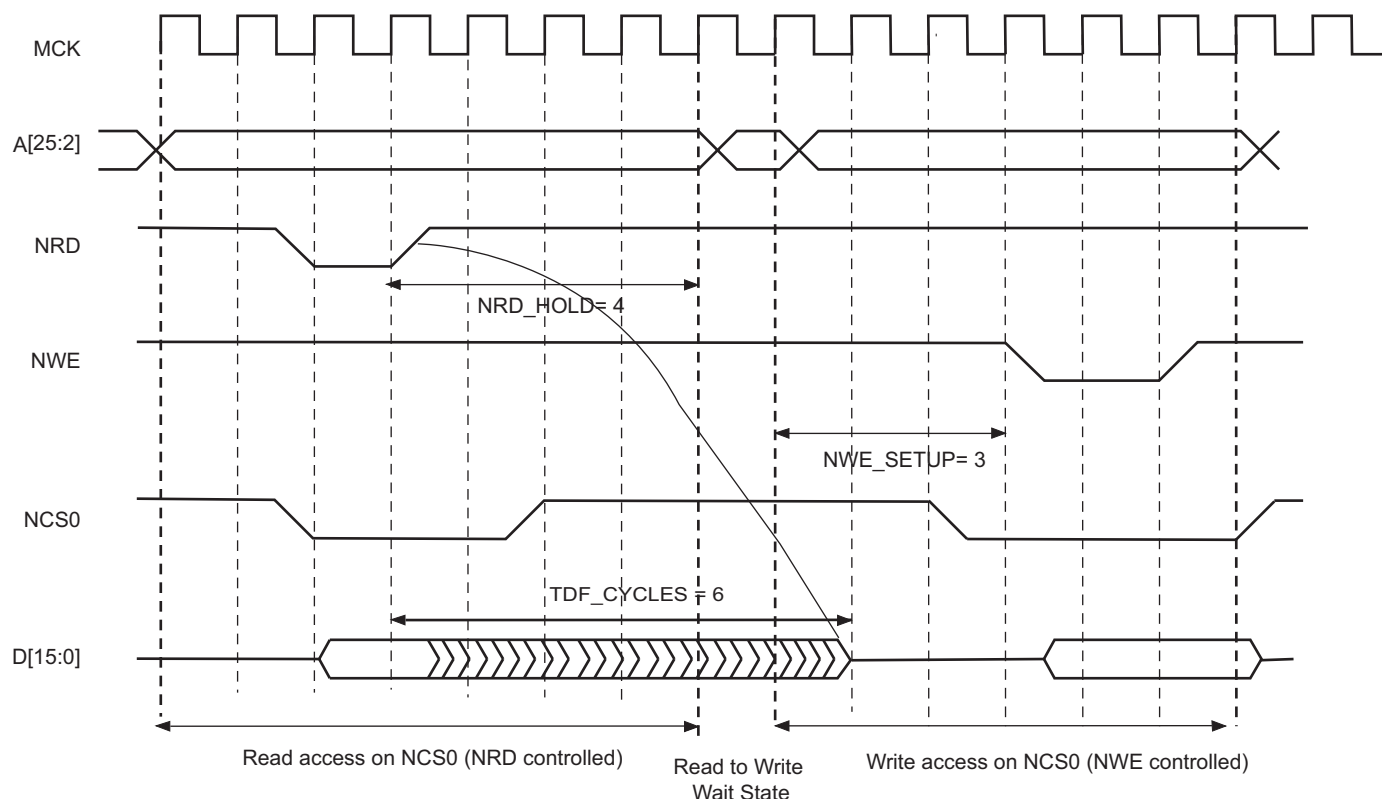 MCK
A[25:2]
NRD
NRD_HOLD= 4
NWE
NWE_SETUP= 3
NCS0
TDF_CYCLES = 6
D[15:0]
Read access on NCS0 (NRD controlled)
Read to Write
Wait State
Write access on NCS0 (NWE controlled)